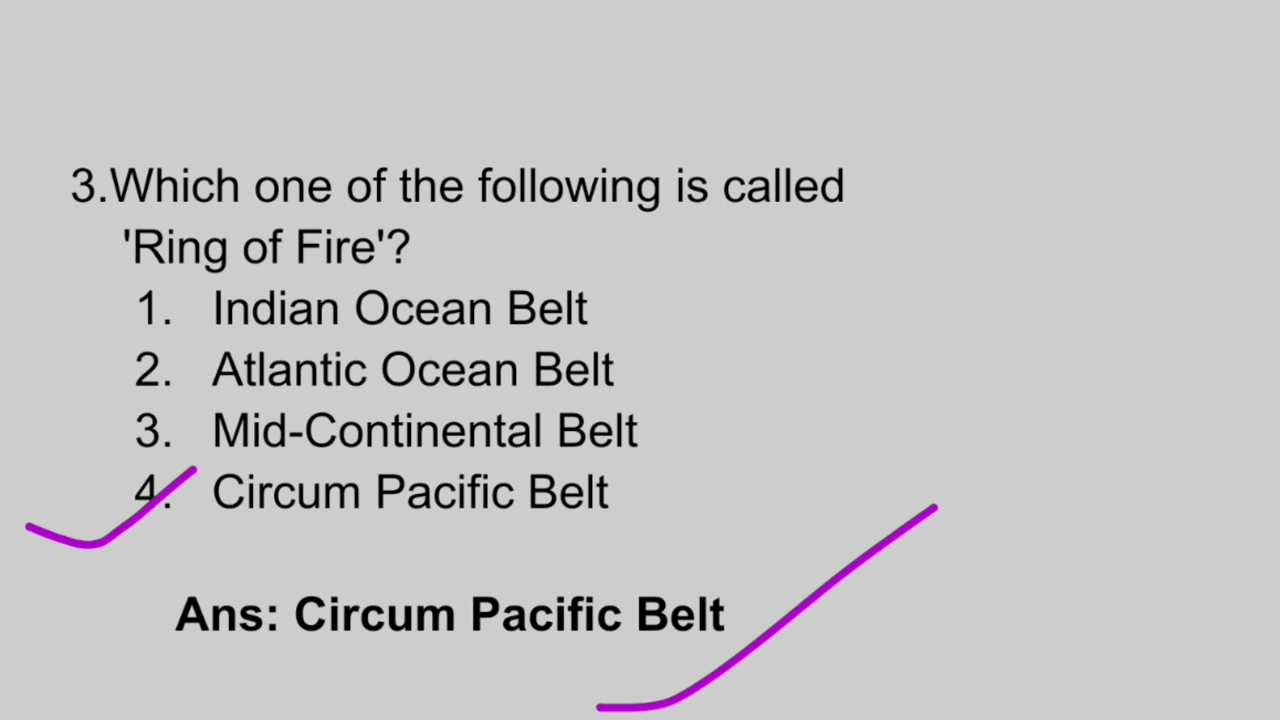 3.Which one of the following is called
'Ring of Fire'?
1. Indian Ocean Belt
2. Atlantic Ocean Belt
3. Mid-Continental Belt
4. Circum Pacific Belt
Ans: Circum Pacific Belt